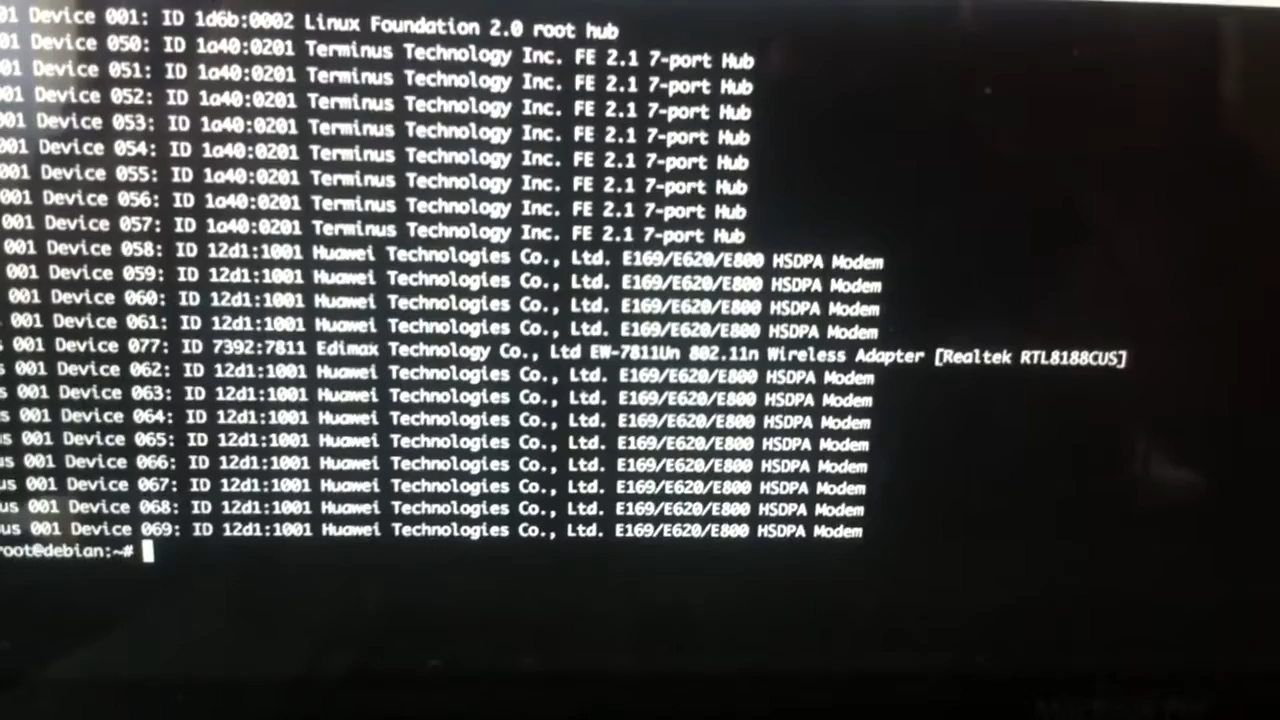 01 Device 001: ID 1d6b:0002 Linux Foundation 2.0 root hub
01 Device 050: ID 1a40:0201 Terminus Technology Inc. FE 2.1 7-port Hub
01 Device 051: ID 1a40:0201 Terminus Technology Inc. FE 2.1 7-port Hub
001 Device 052: ID 1a40:0201 Terminus Technology Inc. FE 2.1 7-port Hub
001 Device 053: ID 1a40:0201 Terminus Technology Inc. FE 2.1 7-port Hub
001 Device 054: ID 1a40:0201 Terminus Technology Inc. FE 2.1 7-port Hub
001 Device 055: ID 1a40:0201 Terminus Technology Inc. FE 2.1 7-port Hub
001 Device 056: ID 1a40:0201 Terminus Technology Inc. FE 2.1 7-port Hub
001 Device 057: ID 1a40:0201 Terminus Technology Inc. FE 2.1 7-port Hub
001 Device 058: ID 12d1:1001 Huawei Technologies Co., Ltd. E169/E620/E800 HSDPA Modem
001 Device 059: ID 12d1:1001 Huawei Technologies Co., Ltd. E169/E620/E800 HSDPA Modem
001 Device 060: ID 12d1:1001 Huawei Technologies Co., Ltd. E169/E620/E800 HSDPA Modem
001 Device 061: ID 12d1:1001 Huawei Technologies Co., Ltd. E169/E620/E800 HSDPA Modem
s 001 Device 077: ID 7392:7811 Edimax Technology Co., Ltd EW-7811Un 802.11n Wireless Adapter [Realtek RTL8188CUS]
s 001 Device 062: ID 12d1:1001 Huawei Technologies Co., Ltd. E169/E620/E800 HSDPA Modem
s 001 Device 063: ID 12d1:1001 Huawei Technologies Co., Ltd. E169/E620/E800 HSDPA Modem
s 001 Device 064: ID 12d1:1001 Huawei Technologies Co., Ltd. E169/E620/E800 HSDPA Modem
us 001 Device 065: ID 12d1:1001 Huawei Technologies Co., Ltd. E169/E620/E800 HSDPA Modem
us 001 Device 066: ID 12d1:1001 Huawei Technologies Co., Ltd. E169/E620/E800 HSDPA Modem
us 001 Device 067: ID 12d1:1001 Huawei Technologies Co., Ltd. E169/E620/E800 HSDPA Modem
us 001 Device 068: ID 12d1:1001 Huawei Technologies Co., Ltd. E169/E620/E800 HSDPA Modem
us 001 Device 069: ID 12d1:1001 Huawei Technologies Co., Ltd. E169/E620/E800 HSDPA Modem
root@debian:~#